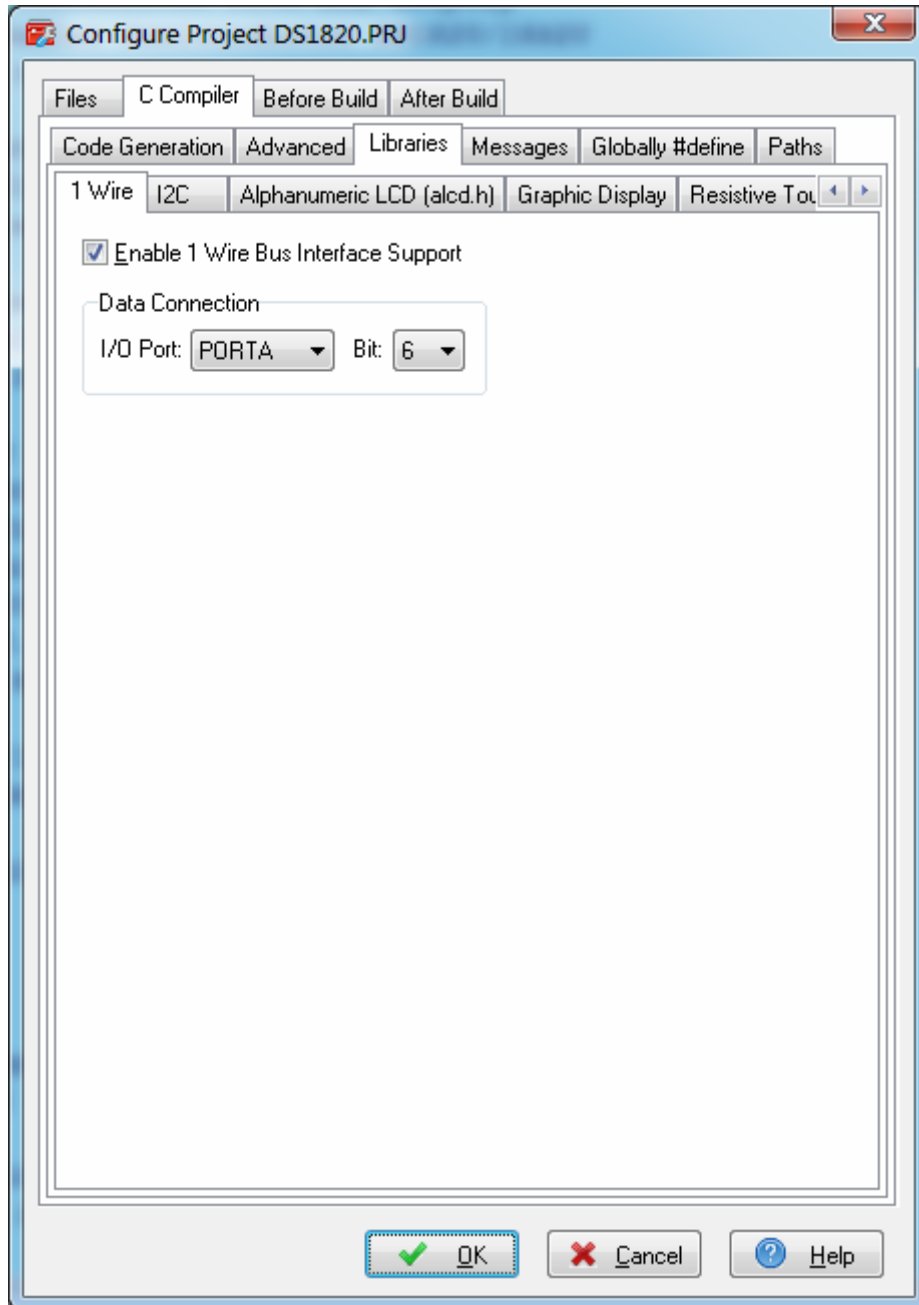 Configure Project DS1820.PRJ
Files C Compiler Before Build After Build
Code Generation Advanced Libraries Messages Globally #define Paths
1 Wire I2C Alphanumeric LCD (alcd.h) Graphic Display Resistive Tou
Enable 1 Wire Bus Interface Support
Data Connection
I/O Port: PORTA Bit: 6
OK Cancel Help